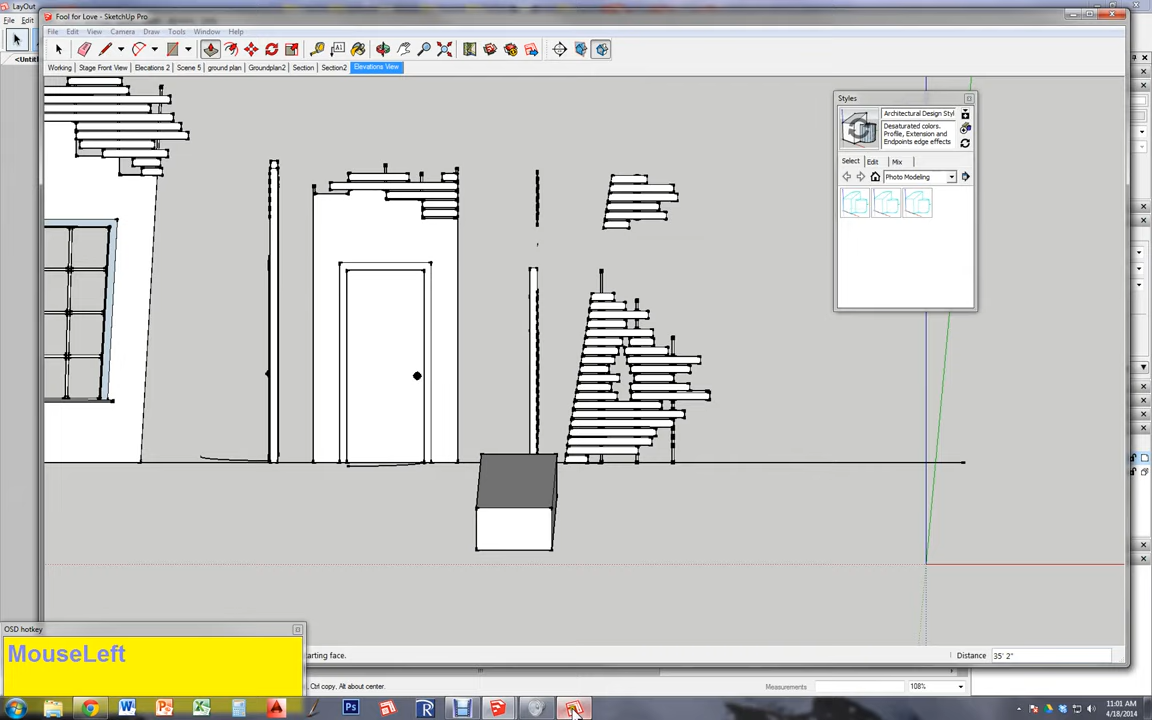 LayOut
Fool for Love - SketchUp Pro
File
File Edit View Camera Draw Tools Window Help
Working Stage Front View Elecations 2 Scene 5 ground plan Groundplan2 Section Section2 Elevations View
Styles
Architectural Design Styl
Desaturated colors.
Profile, Extension and
Endpoints edge effects
Select Edit Mix
Photo Modeling
OSD hotkey
MouseLeft
arting face.
Distance 35' 2"
Ctrl copy, Alt about center.
Measurements 108%
11:01 AM
4/18/2014